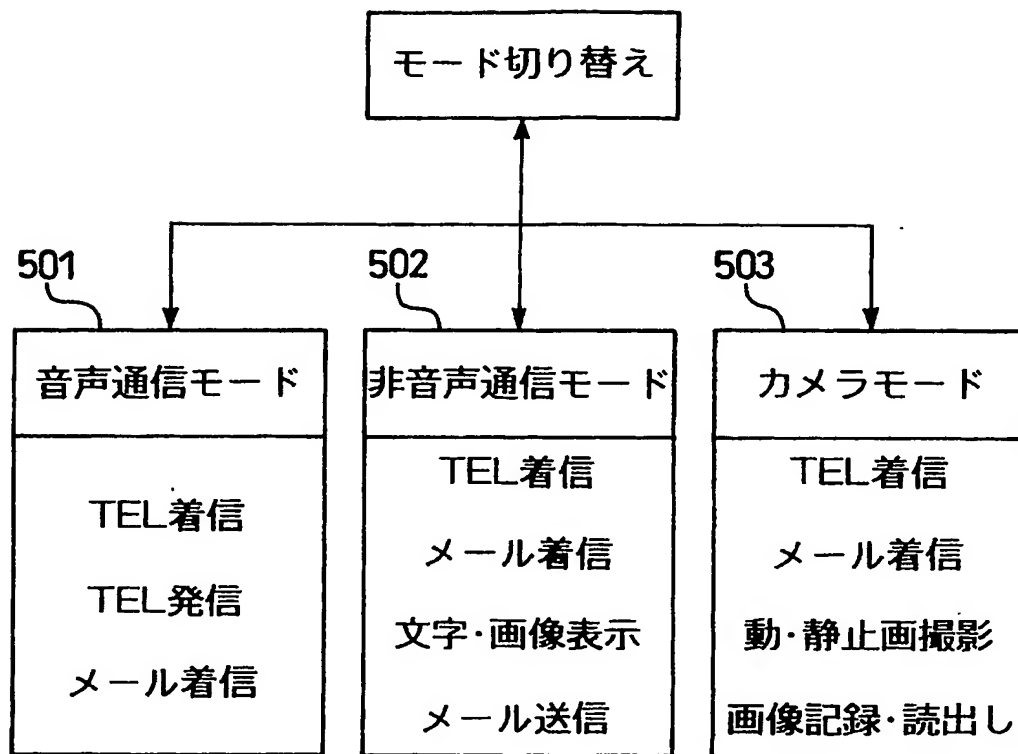 モード切り替え
501
502
503
音声通信モード
非音声通信モード
カメラモード
TEL着信
TEL発信
メール着信
TEL着信
メール着信
文字・画像表示
メール送信
TEL着信
メール着信
動・静止画撮影
画像記録・読出し